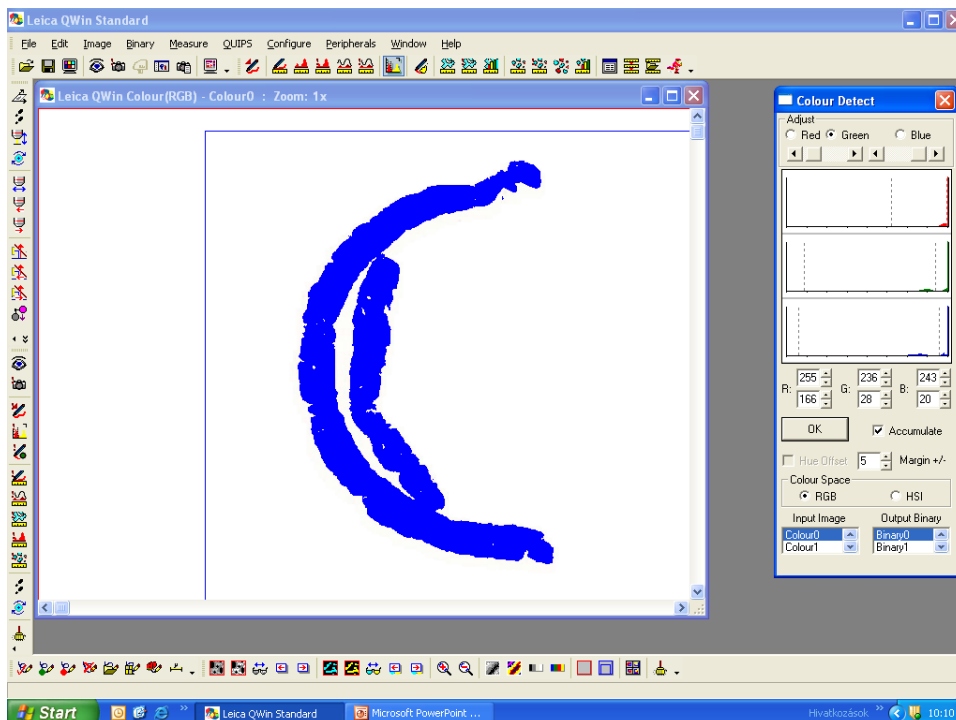 Leica QWin Standard
File Edit Image Binary Measure QUIPS Configure Peripherals Window Help
Leica QWin Colour(RGB) - Colour0 : Zoom: 1x
Colour Detect
Adjust
Red Green Blue
R: 255 G: 236 B: 243
166 28 20
OK Accumulate
Hue Offset 5 Margin +/-
Colour Space
RGB HSI
Input Image Output Binary
Colour0 Binary0
Colour1 Binary1
Start Leica QWin Standard Microsoft PowerPoint ... Hivatkozások 10:10